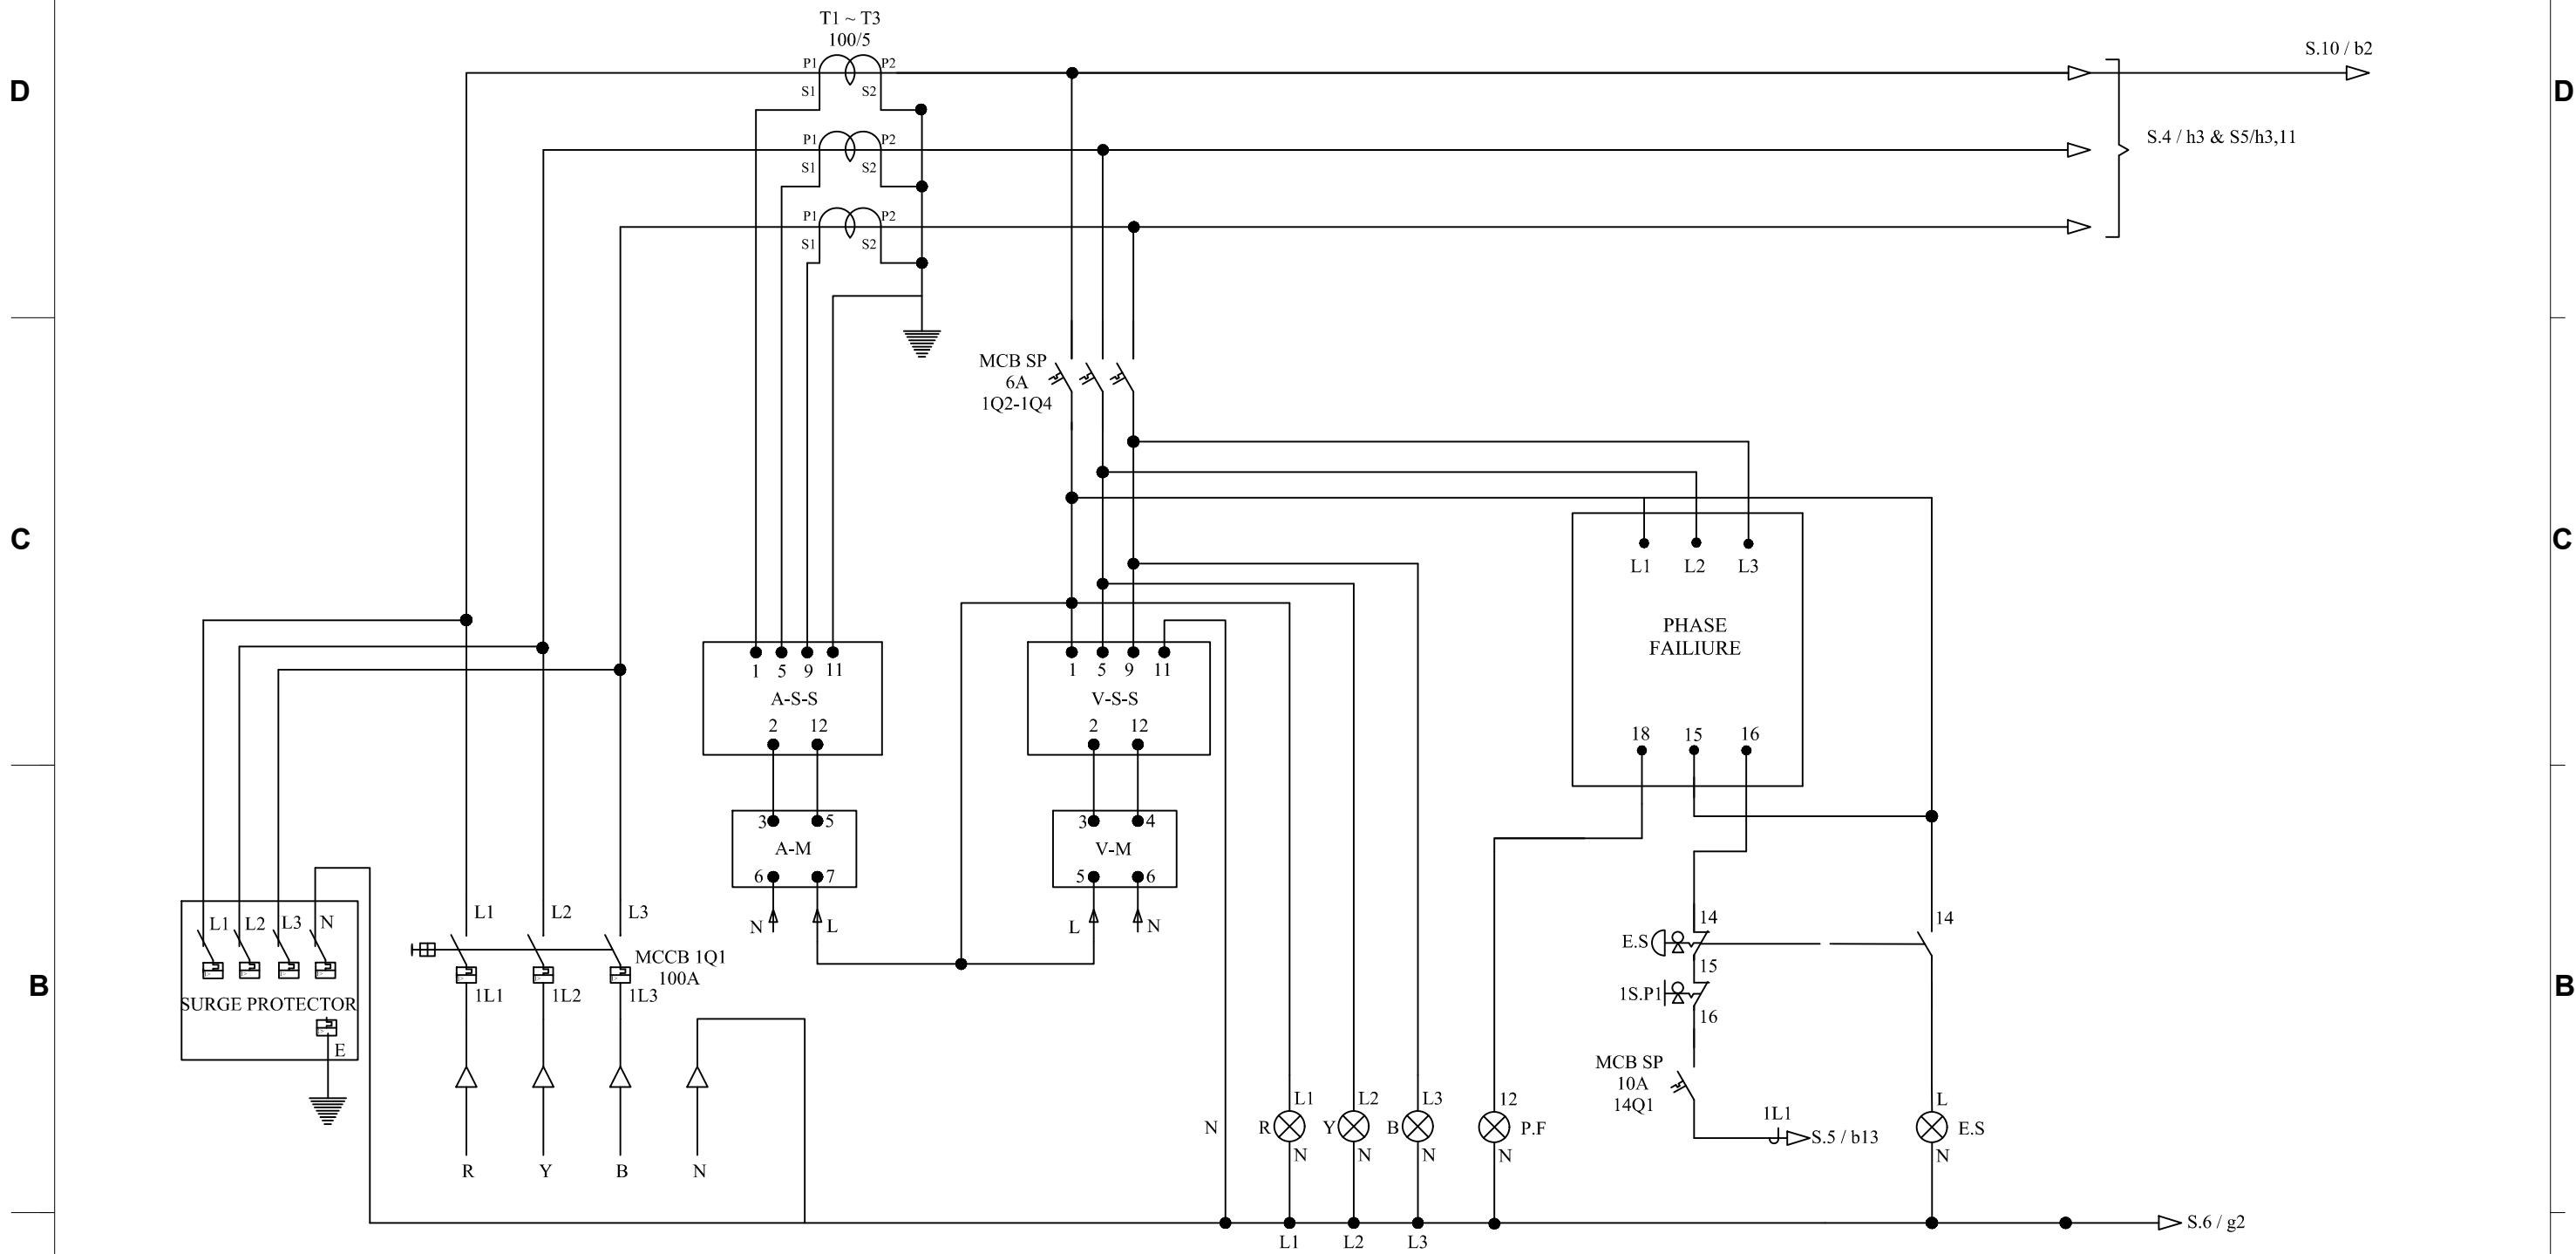 T1 ~ T3
100/5
S.10 / b2
P1 P2
D D
S1 S2
P1 P2
S.4 / h3 & S5/h3,11
S1 S2
P1 P2
S1 S2
MCB SP
6A
1Q2-1Q4
C C
L1 L2 L3
PHASE
FAILIURE
1 5 9 11
A-S-S
2 12
1 5 9 11
V-S-S
2 12
18 15 16
3 5
A-M
6 7
N L
3 4
V-M
5 6
L N
L1 L2 L3 N
SURGE PROTECTOR
E
L1 L2 L3
MCCB 1Q1
100A
1L1 1L2 1L3
14
E.S
15
1S.P1
16
14
B B
MCB SP
10A
14Q1
1L1
S.5 / b13
R Y B N
N
L1 L2 L3 12 L
R Y B P.F E.S
N N N N N
S.6 / g2
L1 L2 L3